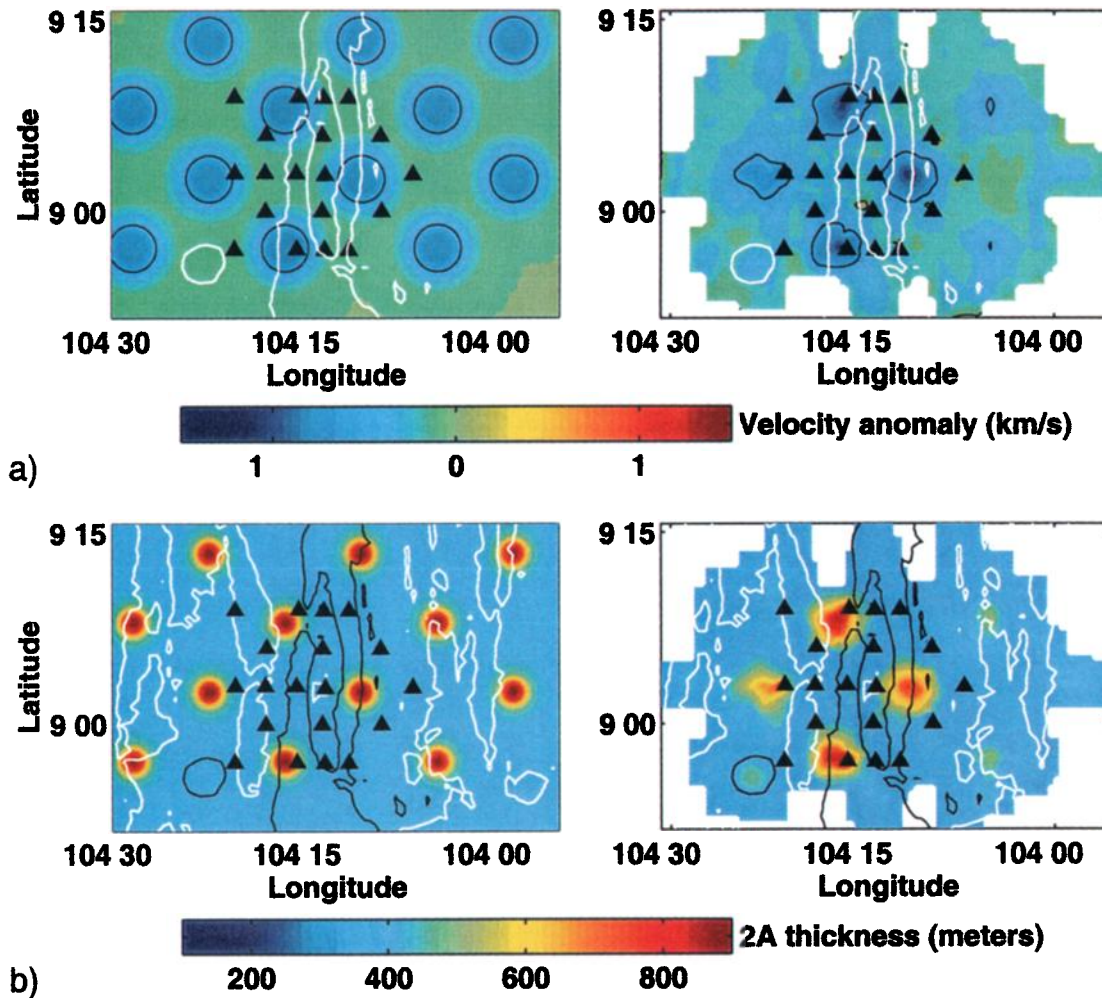 9 15
Latitude
9 00
104 30 104 15 104 00
Longitude
104 30 104 15 104 00
Longitude
1 0 1
Velocity anomaly (km/s)
a)
9 15
Latitude
9 00
9 15
9 00
104 30 104 15 104 00
Longitude
104 30 104 15 104 00
Longitude
200 400 600 800
2A thickness (meters)
b)
9 15
9 00